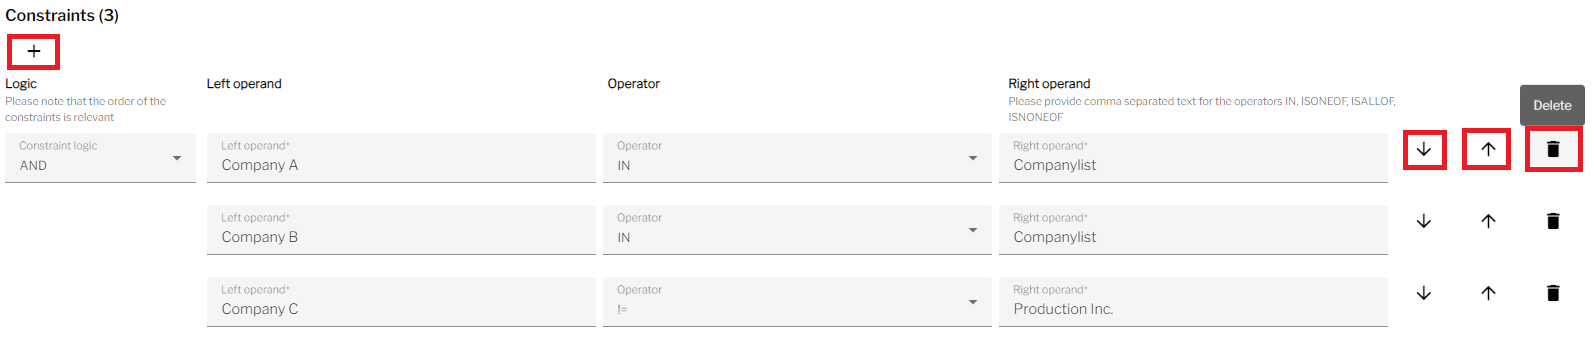 Constraints (3)
Logic
Left operand
Operator
Right operand
Please note that the order of the
constraints is relevant
Please provide comma separated text for the operators IN, ISONEOF, ISALLOF,
ISNONEOF
Delete
Constraint logic
AND
Left operand*
Company A
Operator
IN
Right operand*
Companylist
Left operand*
Company B
Operator
IN
Right operand*
Companylist
Left operand*
Company C
Operator
!=
Right operand*
Production Inc.